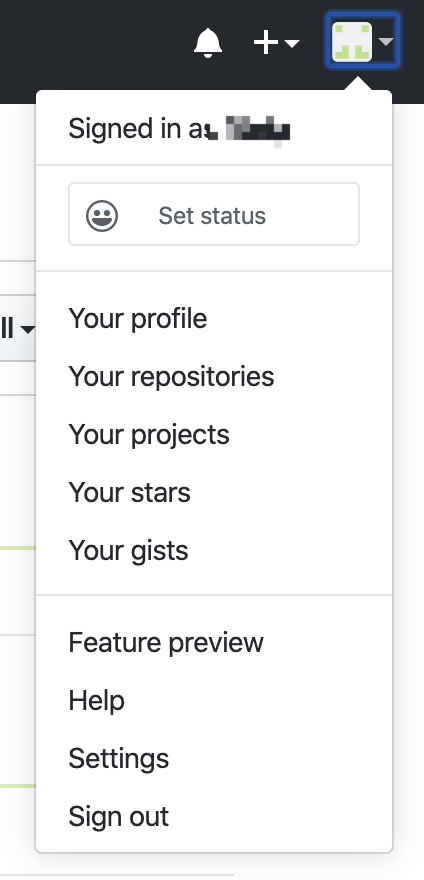 Signed in as
Set status
ll
Your profile
Your repositories
Your projects
Your stars
Your gists
Feature preview
Help
Settings
Sign out